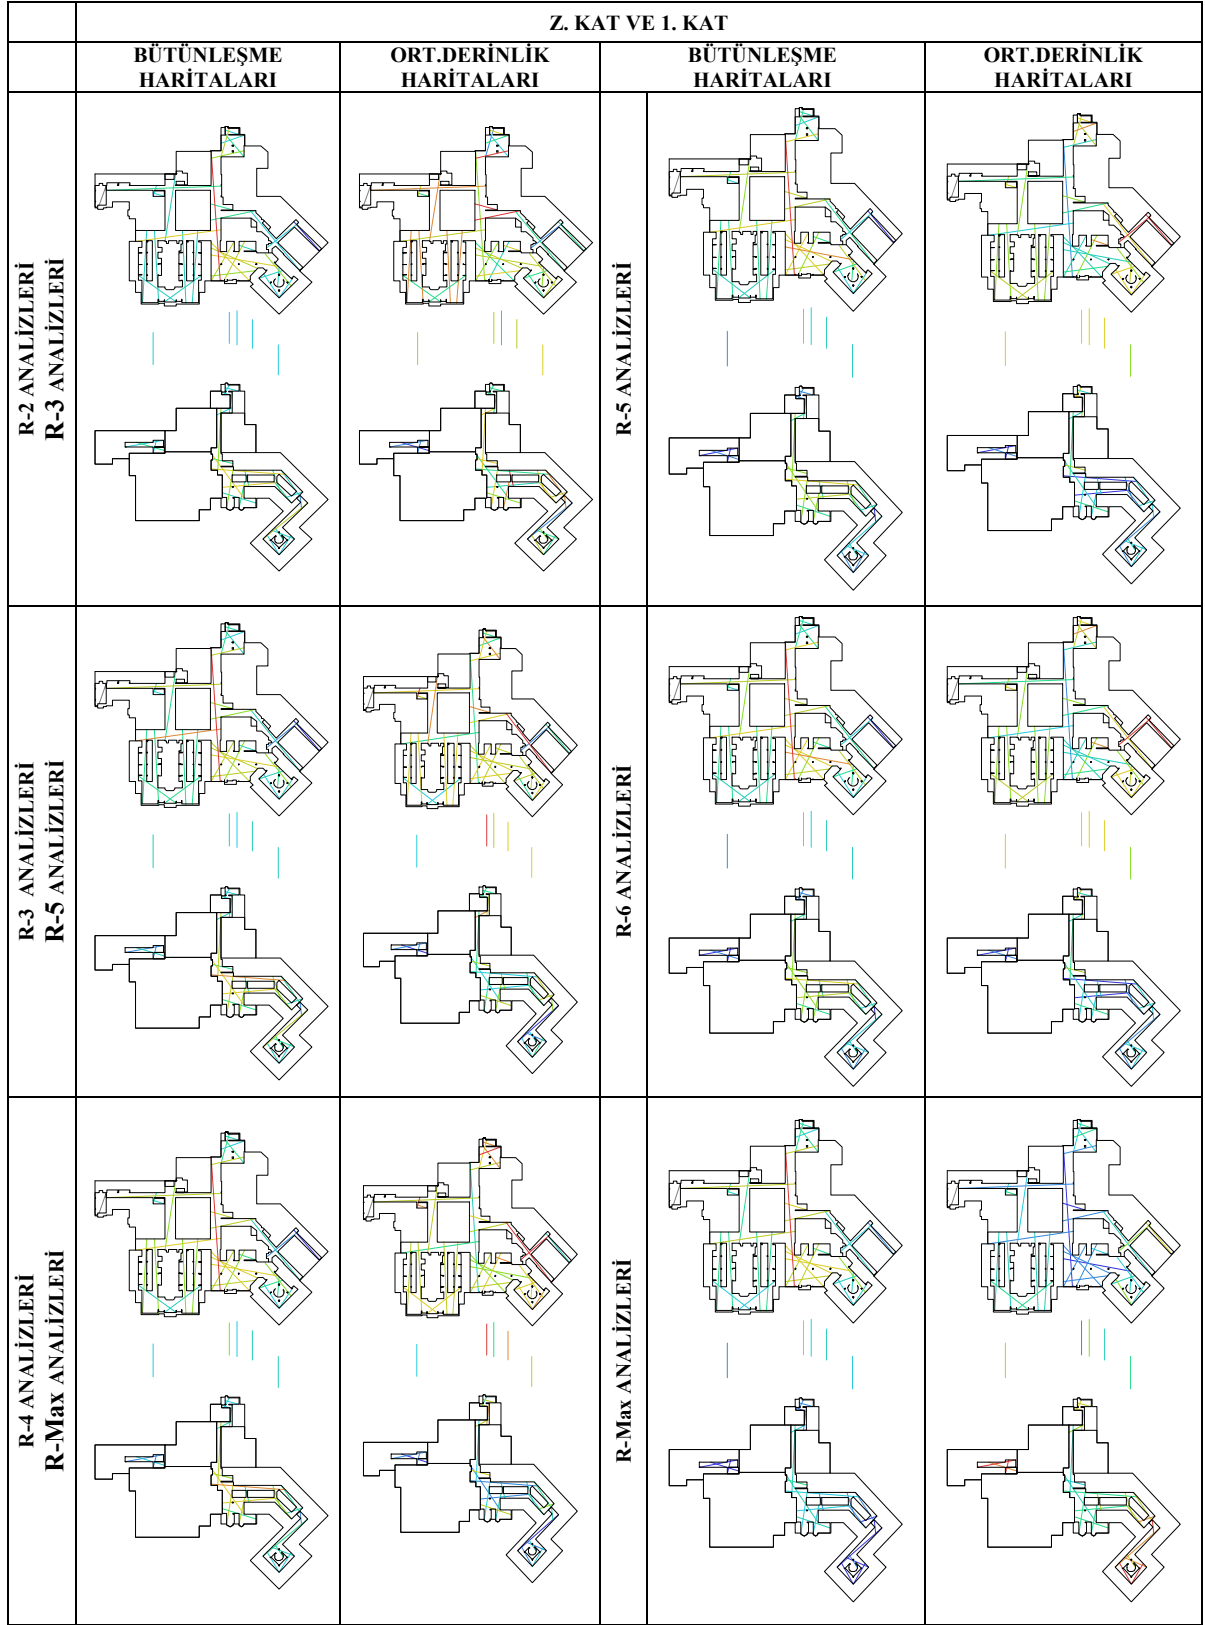 Z. KAT VE 1. KAT
BÜTÜNLEŞME
HARİTALARI
ORT.DERİNLİK
HARİTALARI
BÜTÜNLEŞME
HARİTALARI
ORT.DERİNLİK
HARİTALARI
R-2 ANALİZLERİ
R-3 ANALİZLERİ
R-5 ANALİZLERİ
R-3 ANALİZLERİ
R-5 ANALİZLERİ
R-6 ANALİZLERİ
R-4 ANALİZLERİ
R-Max ANALİZLERİ
R-Max ANALİZLERİ